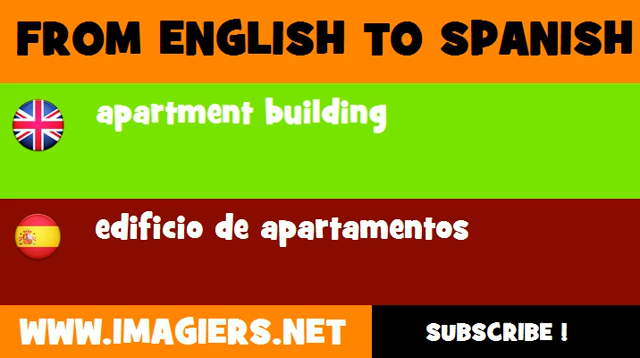 FROM ENGLISH TO SPANISH
apartment building
edificio de apartamentos
WWW.IMAGIERS.NET
SUBSCRIBE !